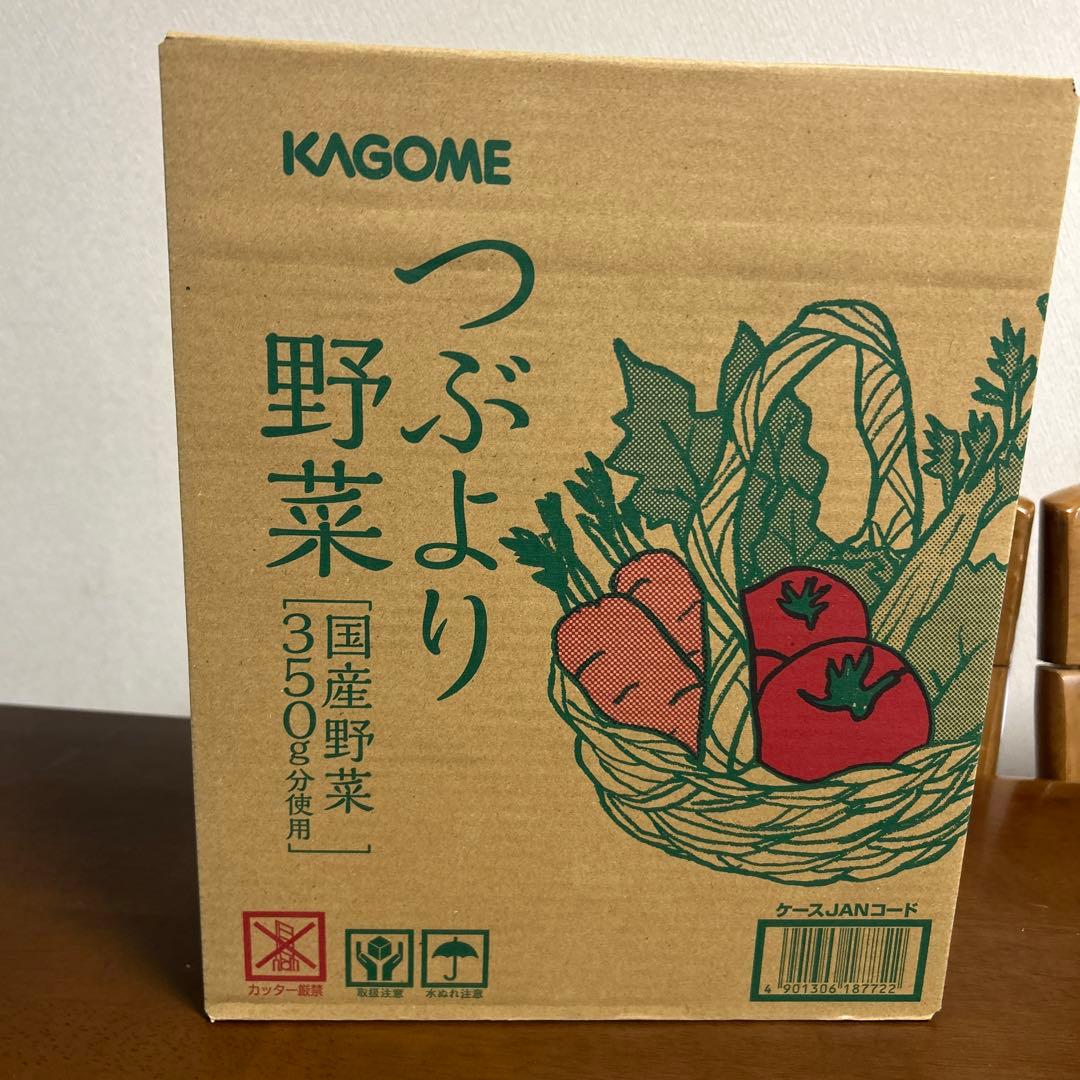 KAGOME
つぶより
野菜
国産野菜
350g分使用
ケースJANコード
4 901306 187722
カッター厳禁
取扱注意
水ぬれ注意